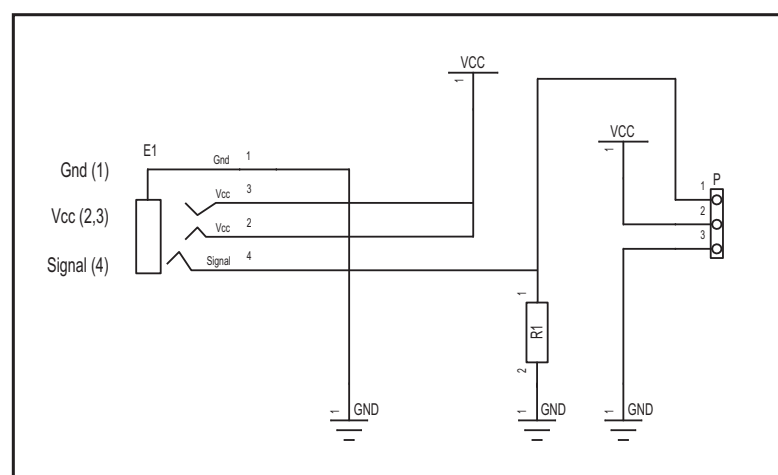 VCC
1
VCC
1
E1
Gnd (1)
Gnd 1
Vcc 3
Vcc (2,3)
Vcc 2
Signal (4)
Signal 4
P
1
2
3
1
R1
2
1 GND
1 GND
1 GND